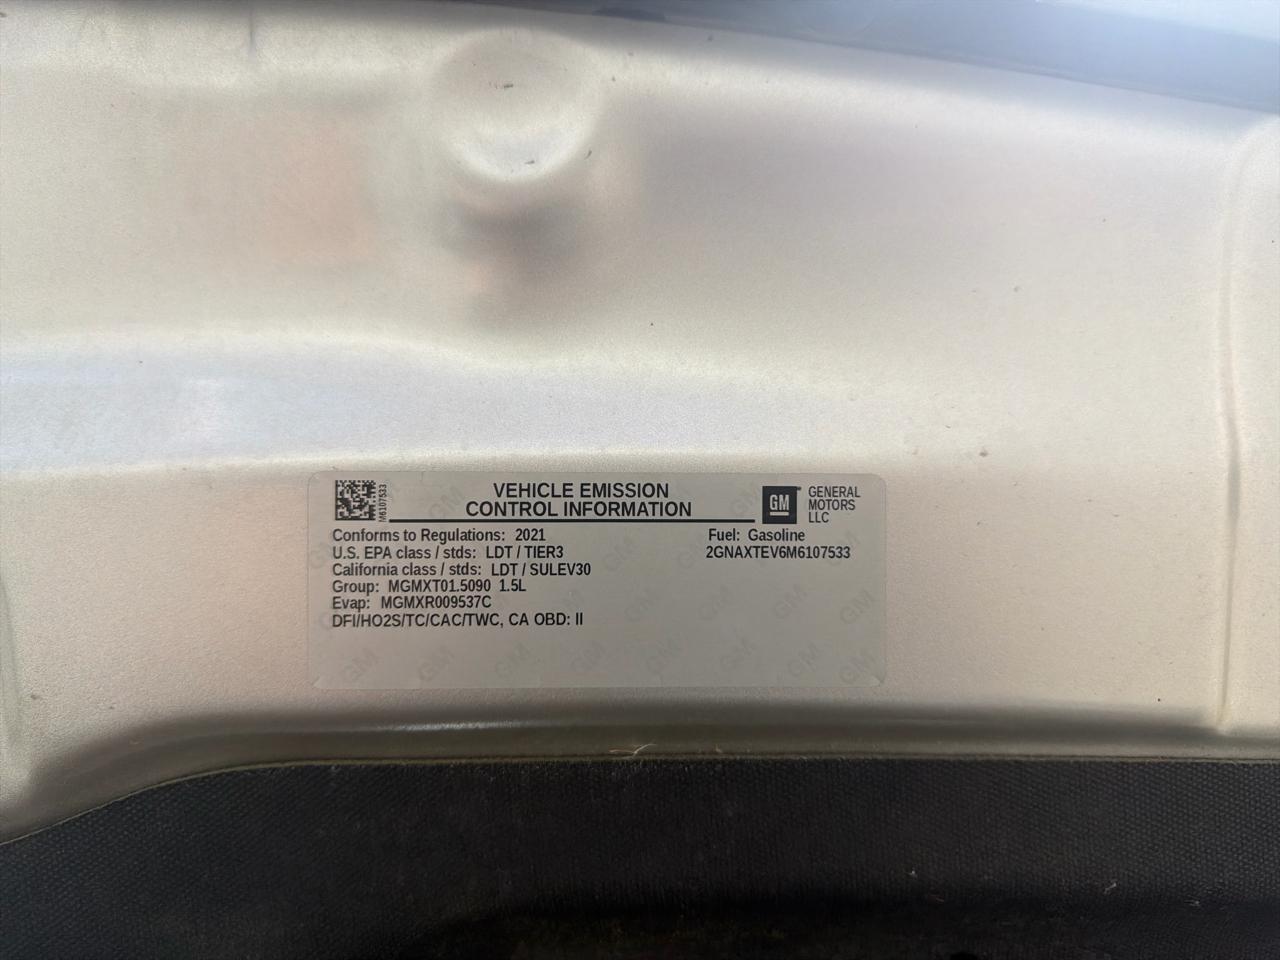 M6107533
VEHICLE EMISSION
CONTROL INFORMATION
GM
GENERAL
MOTORS
LLC
Conforms to Regulations: 2021
U.S. EPA class / stds: LDT / TIER3
California class / stds: LDT / SULEV30
Group: MGMXT01.5090 1.5L
Evap: MGMXR009537C
DFI/HO2S/TC/CAC/TWC, CA OBD: II
Fuel: Gasoline
2GNAXTEV6M6107533